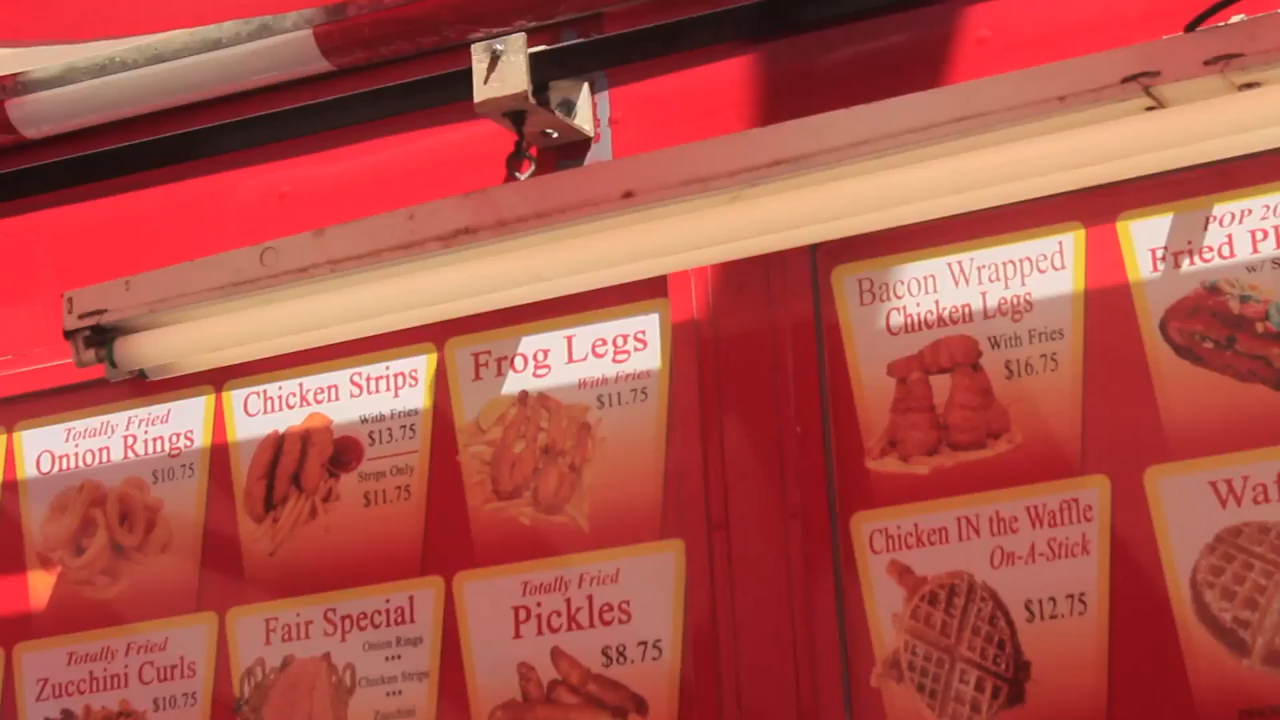 Totally Fried
Onion Rings
$10.75
Chicken Strips
With Fries
$13.75
Strips Only
$11.75
Frog Legs
With Fries
$11.75
Bacon Wrapped
Chicken Legs
With Fries
$16.75
POP
Fried
w/
Totally Fried
Zucchini Curls
$10.75
Fair Special
Onion Rings
***
Chicken Strips
***
Zucchini
Totally Fried
Pickles
$8.75
Chicken IN the Waffle
On-A-Stick
$12.75